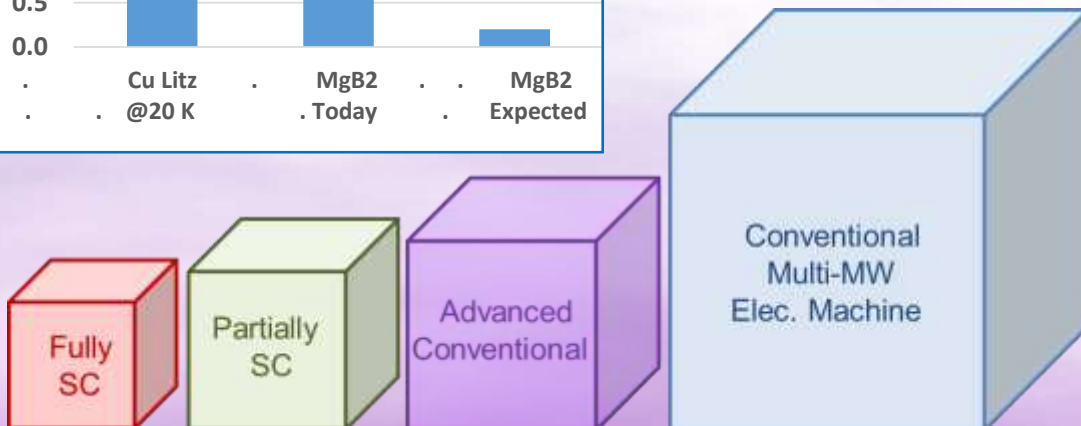 0.5
0.0
. Cu Litz . MgB2 . . MgB2
. . @20 K . Today . Expected
Fully
SC
Partially
SC
Advanced
Conventional
Conventional
Multi-MW
Elec. Machine